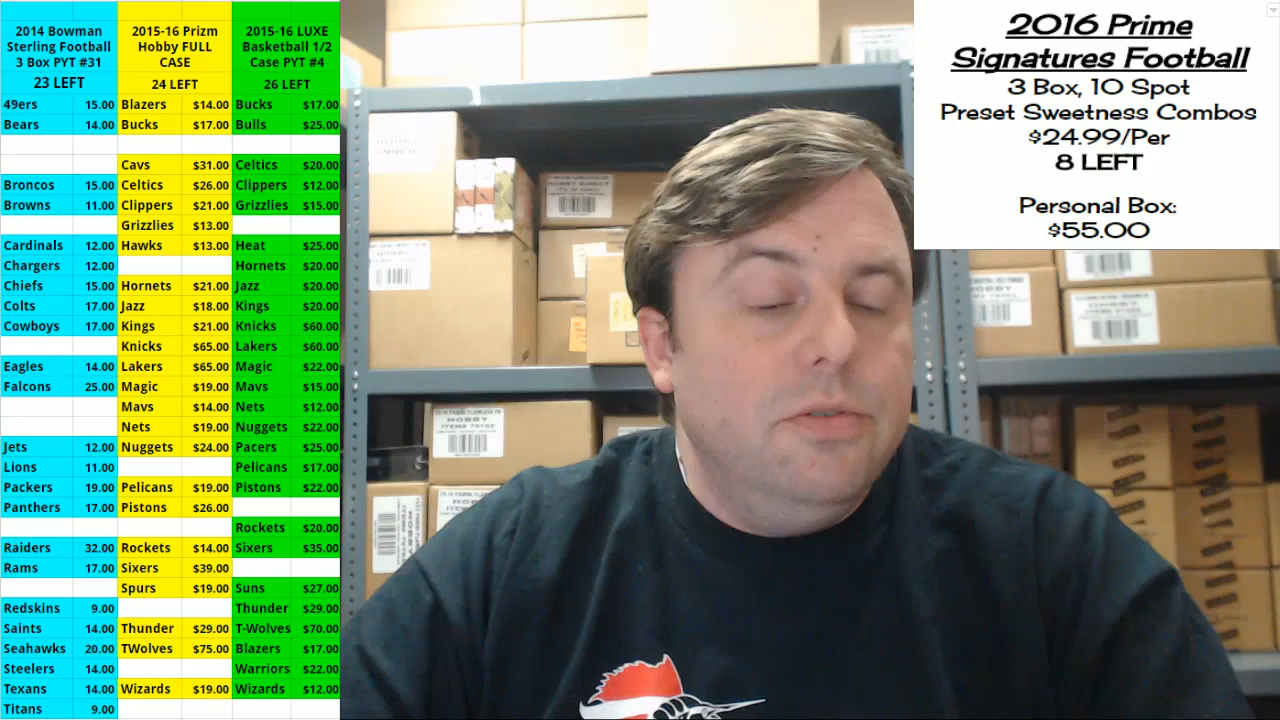 2014 Bowman
Sterling Football
3 Box PYT #31
23 LEFT
49ers 15.00
Bears 14.00
Broncos 15.00
Browns 11.00
Cardinals 12.00
Chargers 12.00
Chiefs 15.00
Colts 17.00
Cowboys 17.00
Eagles 14.00
Falcons 25.00
Jets 12.00
Lions 11.00
Packers 19.00
Panthers 17.00
Raiders 32.00
Rams 17.00
Redskins 9.00
Saints 14.00
Seahawks 20.00
Steelers 14.00
Texans 14.00
Titans 9.00
2015-16 Prizm
Hobby FULL
CASE
24 LEFT
Blazers $14.00
Bucks $17.00
Cavs $31.00
Celtics $26.00
Clippers $21.00
Grizzlies $13.00
Hawks $13.00
Hornets $21.00
Jazz $18.00
Kings $21.00
Knicks $65.00
Lakers $65.00
Magic $19.00
Mavs $14.00
Nets $19.00
Nuggets $24.00
Pelicans $19.00
Pistons $26.00
Rockets $14.00
Sixers $39.00
Spurs $19.00
Thunder $29.00
TWolves $75.00
Wizards $19.00
2015-16 LUXE
Basketball 1/2
Case PYT #4
26 LEFT
Bucks $17.00
Bulls $25.00
Celtics $20.00
Clippers $12.00
Grizzlies $15.00
Heat $25.00
Hornets $20.00
Jazz $20.00
Kings $20.00
Knicks $60.00
Lakers $60.00
Magic $22.00
Mavs $15.00
Nets $12.00
Nuggets $22.00
Pacers $25.00
Pelicans $17.00
Pistons $22.00
Rockets $20.00
Sixers $35.00
Suns $27.00
Thunder $29.00
T-Wolves $70.00
Blazers $17.00
Warriors $22.00
Wizards $12.00
2016 Prime
Signatures Football
3 Box, 10 Spot
Preset Sweetness Combos
$24.99/Per
8 LEFT
Personal Box:
$55.00
HOBBY